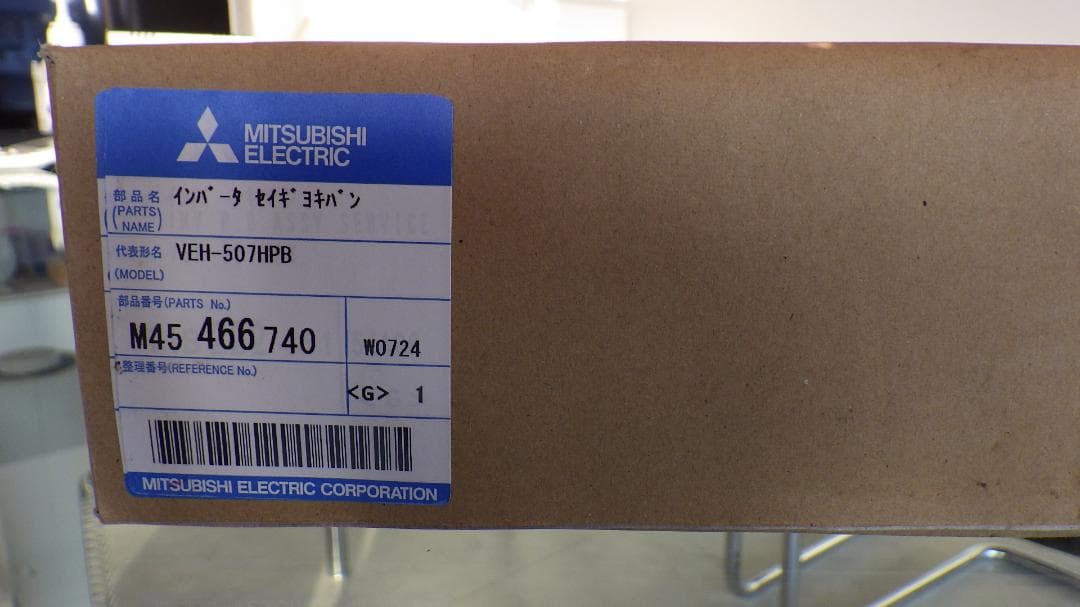 MITSUBISHI
ELECTRIC
部品名 インバータ セイギヨキバン
(PARTS NAME)
代表形名 VEH-507HPB
(MODEL)
部品番号(PARTS No.)
M45 466 740 W0724
整理番号(REFERENCE No.)
<G> 1
MITSUBISHI ELECTRIC CORPORATION